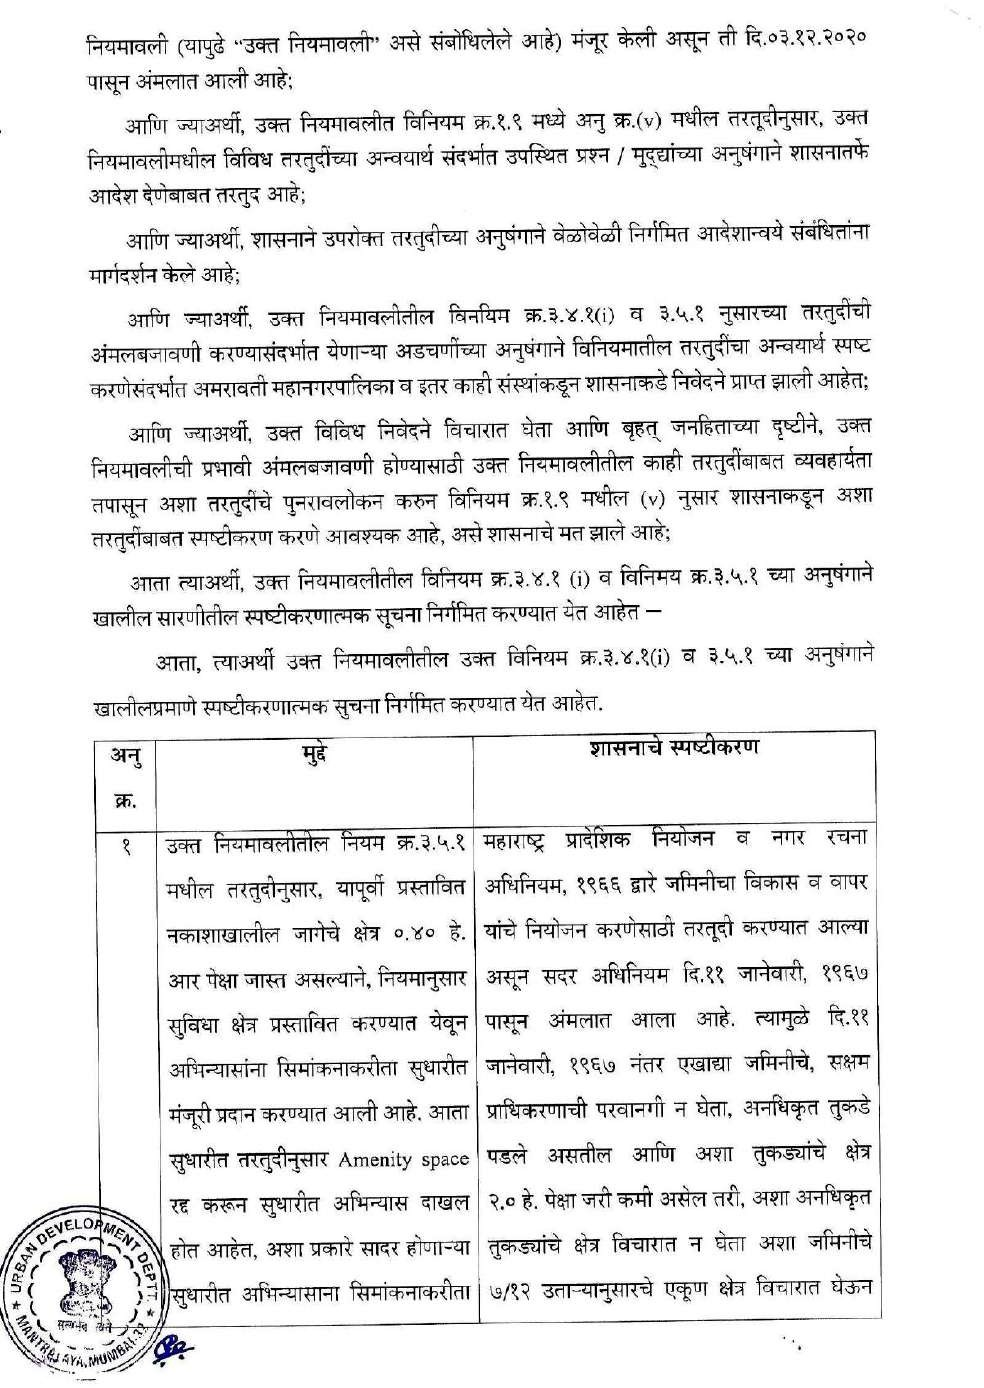 नियमावली (यापुढे “उक्त नियमावली” असे संबोधिलेले आहे) मंजूर केली असून ती दि.०३.१२.२०२०
पासून अंमलात आली आहे;
आणि ज्याअर्थी, उक्त नियमावलीत विनियम क्र.१.९ मध्ये अनु क्र.(v) मधील तरतूदीनुसार, उक्त
नियमावलीमधील विविध तरतुदींच्या अन्वयार्थ संदर्भात उपस्थित प्रश्न / मुद्द्यांच्या अनुषंगाने शासनातर्फे
आदेश देणेबाबत तरतुद आहे;
आणि ज्याअर्थी, शासनाने उपरोक्त तरतुदीच्या अनुषंगाने वेळोवेळी निर्गमित आदेशान्वये संबंधितांना
मार्गदर्शन केले आहे;
आणि ज्याअर्थी, उक्त नियमावलीतील विनयिम क्र.३.४.१(i) व ३.५.१ नुसारच्या तरतुदींची
अंमलबजावणी करण्यासंदर्भात येणाऱ्या अडचणींच्या अनुषंगाने विनियमातील तरतुदींचा अन्वयार्थ स्पष्ट
करणेसंदर्भात अमरावती महानगरपालिका व इतर काही संस्थांकडून शासनाकडे निवेदने प्राप्त झाली आहेत;
आणि ज्याअर्थी, उक्त विविध निवेदने विचारात घेता आणि बृहत् जनहिताच्या दृष्टीने, उक्त
नियमावलीची प्रभावी अंमलबजावणी होण्यासाठी उक्त नियमावलीतील काही तरतुदींबाबत व्यवहार्यता
तपासून अशा तरतुदींचे पुनरावलोकन करुन विनियम क्र.१.९ मधील (v) नुसार शासनाकडून अशा
तरतुदींबाबत स्पष्टीकरण करणे आवश्यक आहे, असे शासनाचे मत झाले आहे;
आता त्याअर्थी, उक्त नियमावलीतील विनियम क्र.३.४.१ (i) व विनिमय क्र.३.५.१ च्या अनुषंगाने
खालील सारणीतील स्पष्टीकरणात्मक सूचना निर्गमित करण्यात येत आहेत –
आता, त्याअर्थी उक्त नियमावलीतील उक्त विनियम क्र.३.४.१(i) व ३.५.१ च्या अनुषंगाने
खालीलप्रमाणे स्पष्टीकरणात्मक सुचना निर्गमित करण्यात येत आहेत.
अनु
क्र.
मुद्दे
शासनाचे स्पष्टीकरण
१
उक्त नियमावलीतील नियम क्र.३.५.१
मधील तरतुदीनुसार, यापूर्वी प्रस्तावित
नकाशाखालील जागेचे क्षेत्र ०.४० हे.
आर पेक्षा जास्त असल्याने, नियमानुसार
सुविधा क्षेत्र प्रस्तावित करण्यात येवून
अभिन्यासांना सिमांकनाकरीता सुधारीत
मंजूरी प्रदान करण्यात आली आहे. आता
सुधारीत तरतुदीनुसार Amenity space
रद्द करून सुधारीत अभिन्यास दाखल
होत आहेत, अशा प्रकारे सादर होणाऱ्या
सुधारीत अभिन्यासाना सिमांकनाकरीता
महाराष्ट्र प्रादेशिक नियोजन व नगर रचना
अधिनियम, १९६६ द्वारे जमिनीचा विकास व वापर
यांचे नियोजन करणेसाठी तरतूदी करण्यात आल्या
असून सदर अधिनियम दि.११ जानेवारी, १९६७
पासून अंमलात आला आहे. त्यामुळे दि.११
जानेवारी, १९६७ नंतर एखाद्या जमिनीचे, सक्षम
प्राधिकरणाची परवानगी न घेता, अनधिकृत तुकडे
पडले असतील आणि अशा तुकड्यांचे क्षेत्र
२.० हे. पेक्षा जरी कमी असेल तरी, अशा अनधिकृत
तुकड्यांचे क्षेत्र विचारात न घेता अशा जमिनीचे
७/१२ उताऱ्यानुसारचे एकूण क्षेत्र विचारात घेऊन
URBAN DEVELOPMENT DEPTT.
MANTRALAYA, MUMBAI-32
सत्यमेव जयते